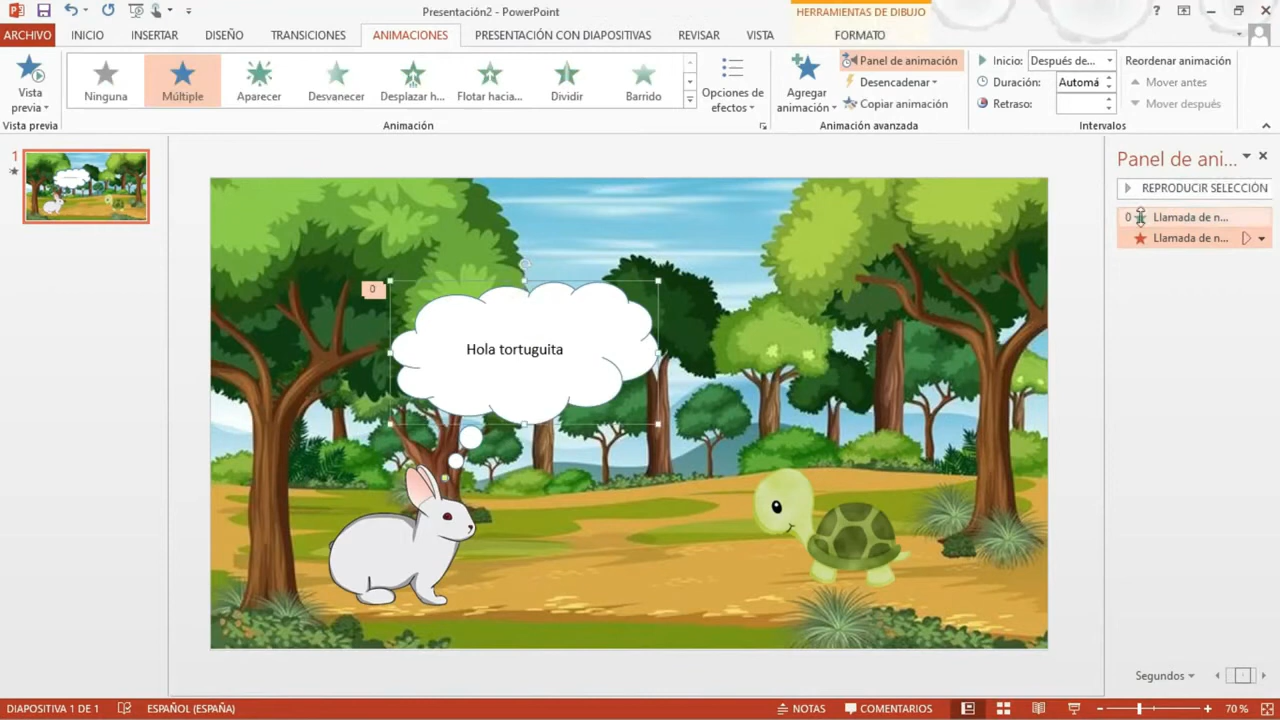 Presentación2 - PowerPoint
HERRAMIENTAS DE DIBUJO
?
ARCHIVO INICIO INSERTAR DISEÑO TRANSICIONES ANIMACIONES PRESENTACIÓN CON DIAPOSITIVAS REVISAR VISTA FORMATO
Vista previa
Ninguna Múltiple Aparecer Desvanecer Desplazar h... Flotar hacia... Dividir Barrido
Opciones de efectos
Agregar animación
Panel de animación
Desencadenar
Copiar animación
Inicio: Después de...
Duración: Automá
Retraso:
Reordenar animación
Mover antes
Mover después
Vista previa Animación Animación avanzada Intervalos
1
Panel de ani...
REPRODUCIR SELECCIÓN
0 Llamada de n...
Llamada de n...
0
Hola tortuguita
Segundos
DIAPOSITIVA 1 DE 1 ESPAÑOL (ESPAÑA) NOTAS COMENTARIOS 70 %